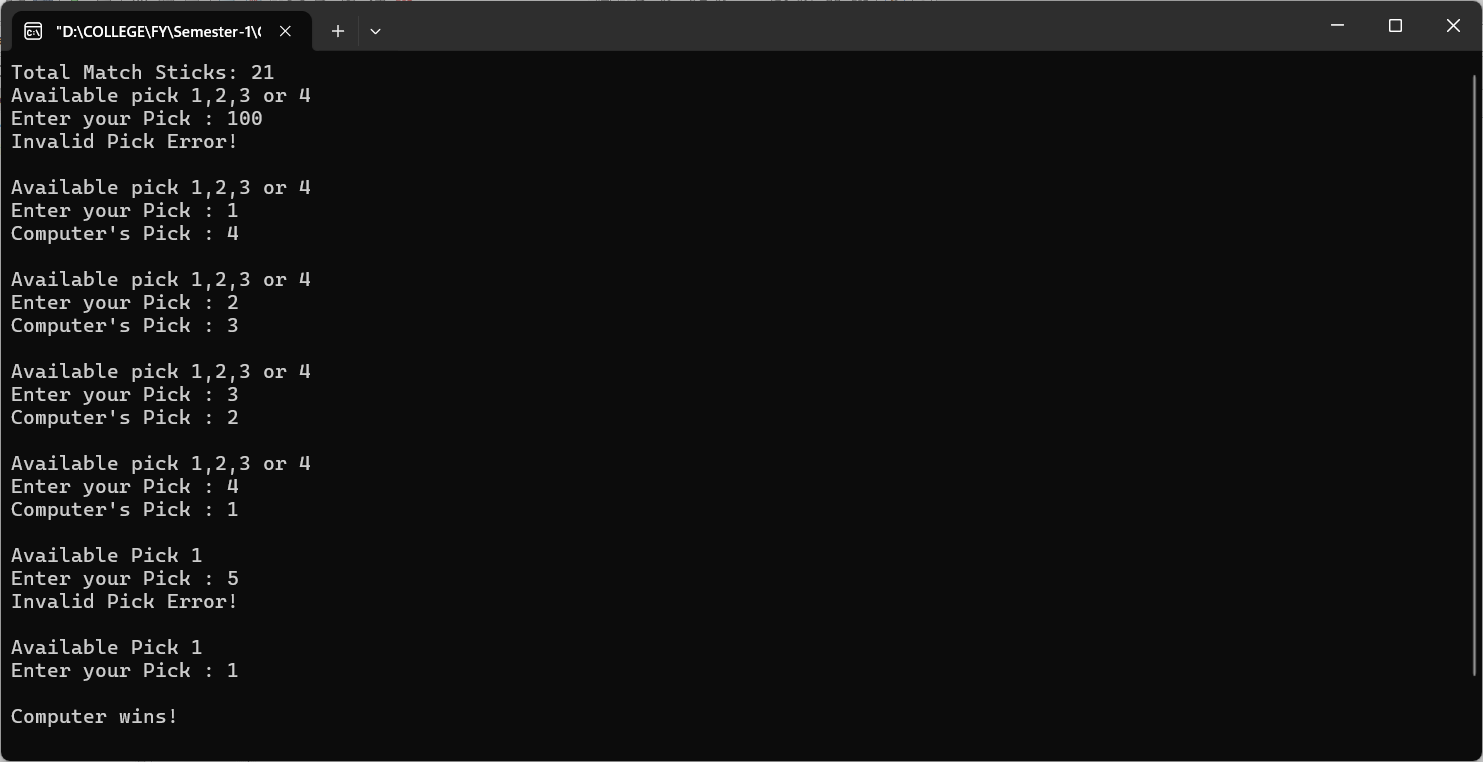 "D:\COLLEGE\FY\Semester-1\
Total Match Sticks: 21
Available pick 1,2,3 or 4
Enter your Pick : 100
Invalid Pick Error!
Available pick 1,2,3 or 4
Enter your Pick : 1
Computer's Pick : 4
Available pick 1,2,3 or 4
Enter your Pick : 2
Computer's Pick : 3
Available pick 1,2,3 or 4
Enter your Pick : 3
Computer's Pick : 2
Available pick 1,2,3 or 4
Enter your Pick : 4
Computer's Pick : 1
Available Pick 1
Enter your Pick : 5
Invalid Pick Error!
Available Pick 1
Enter your Pick : 1
Computer wins!